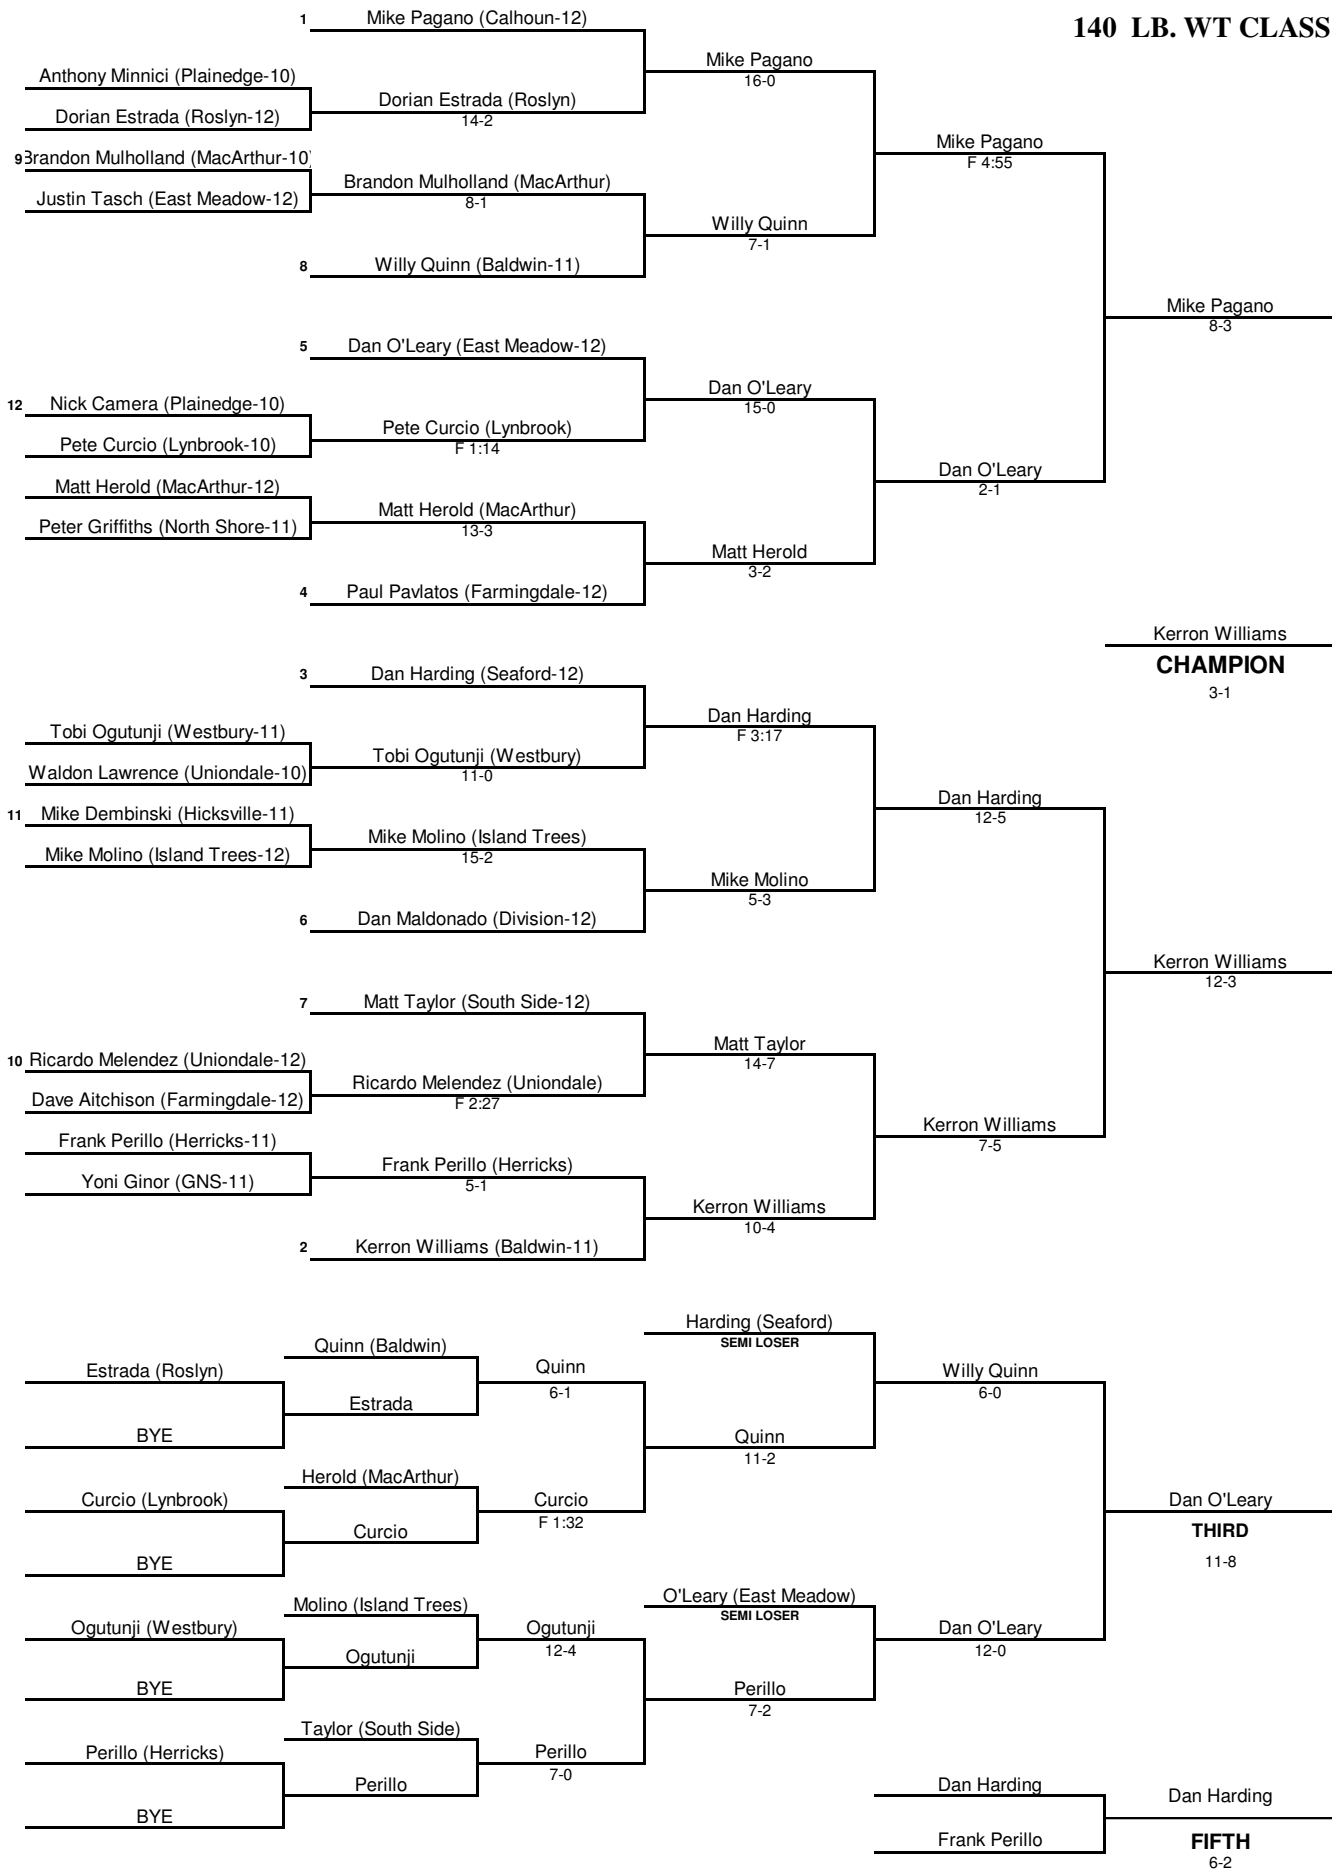 140 LB. WT CLASS
1 Mike Pagano (Calhoun-12)
Mike Pagano
16-0
Anthony Minnici (Plainedge-10)
Dorian Estrada (Roslyn)
14-2
Dorian Estrada (Roslyn-12)
Mike Pagano
F 4:55
9 Brandon Mulholland (MacArthur-10)
Brandon Mulholland (MacArthur)
8-1
Justin Tasch (East Meadow-12)
Willy Quinn
7-1
8 Willy Quinn (Baldwin-11)
Mike Pagano
8-3
5 Dan O'Leary (East Meadow-12)
Dan O'Leary
15-0
12 Nick Camera (Plainedge-10)
Pete Curcio (Lynbrook)
F 1:14
Pete Curcio (Lynbrook-10)
Dan O'Leary
2-1
Matt Herold (MacArthur-12)
Matt Herold (MacArthur)
13-3
Peter Griffiths (North Shore-11)
Matt Herold
3-2
4 Paul Pavlatos (Farmingdale-12)
Kerron Williams
CHAMPION
3-1
3 Dan Harding (Seaford-12)
Dan Harding
F 3:17
Tobi Ogutunji (Westbury-11)
Tobi Ogutunji (Westbury)
11-0
Waldon Lawrence (Uniondale-10)
Dan Harding
12-5
11 Mike Dembinski (Hicksville-11)
Mike Molino (Island Trees)
15-2
Mike Molino (Island Trees-12)
Mike Molino
5-3
6 Dan Maldonado (Division-12)
Kerron Williams
12-3
7 Matt Taylor (South Side-12)
Matt Taylor
14-7
10 Ricardo Melendez (Uniondale-12)
Ricardo Melendez (Uniondale)
F 2:27
Dave Aitchison (Farmingdale-12)
Kerron Williams
7-5
Frank Perillo (Herricks-11)
Frank Perillo (Herricks)
5-1
Yoni Ginor (GNS-11)
Kerron Williams
10-4
2 Kerron Williams (Baldwin-11)
Harding (Seaford)
SEMI LOSER
Quinn (Baldwin)
Estrada (Roslyn)
Quinn
6-1
Willy Quinn
6-0
Estrada
BYE
Quinn
11-2
Herold (MacArthur)
Curcio (Lynbrook)
Curcio
F 1:32
Dan O'Leary
THIRD
11-8
Curcio
BYE
O'Leary (East Meadow)
SEMI LOSER
Molino (Island Trees)
Ogutunji (Westbury)
Ogutunji
12-4
Dan O'Leary
12-0
Ogutunji
BYE
Perillo
7-2
Taylor (South Side)
Perillo (Herricks)
Perillo
7-0
Perillo
BYE
Dan Harding
Dan Harding
Frank Perillo
FIFTH
6-2